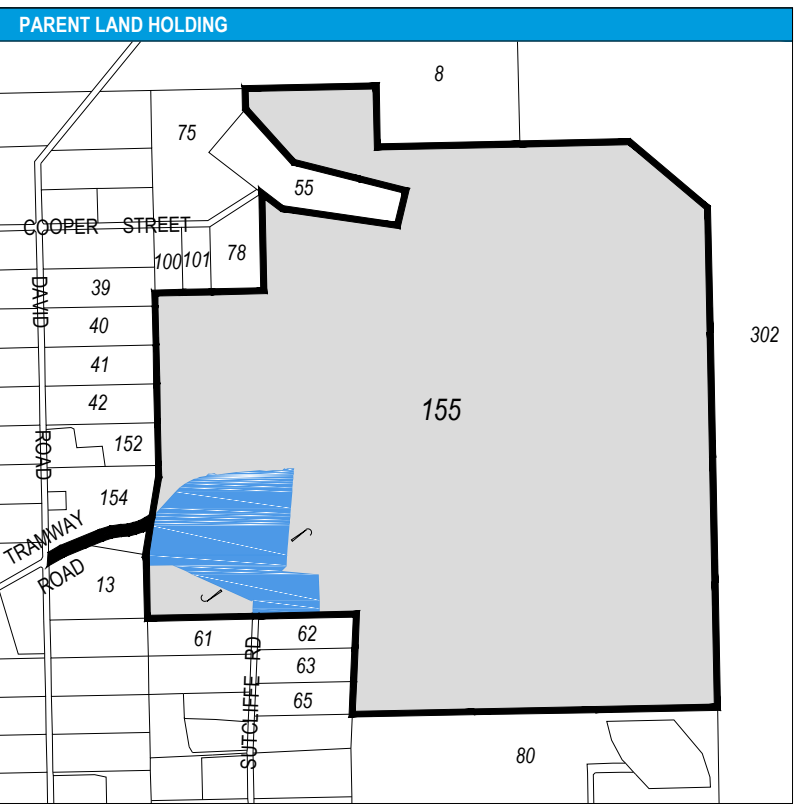 PARENT LAND HOLDING
8
75
55
COOPER STREET
100 101 78
39
DAVID
40
302
41
155
42
152
ROAD
154
TRAMWAY
ROAD
13
61
62
SUTCLIFFE RD
63
65
80